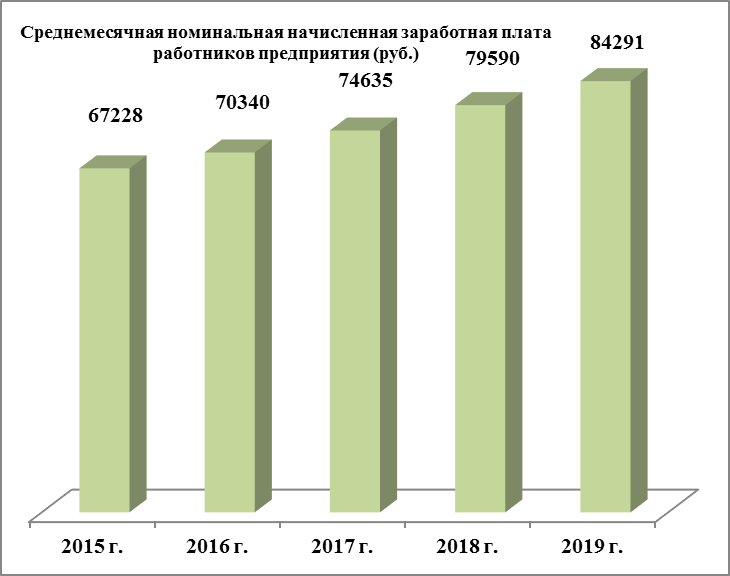 Среднемесячная номинальная начисленная заработная плата
работников предприятия (руб.)
67228
70340
74635
79590
84291
2015 г.
2016 г.
2017 г.
2018 г.
2019 г.